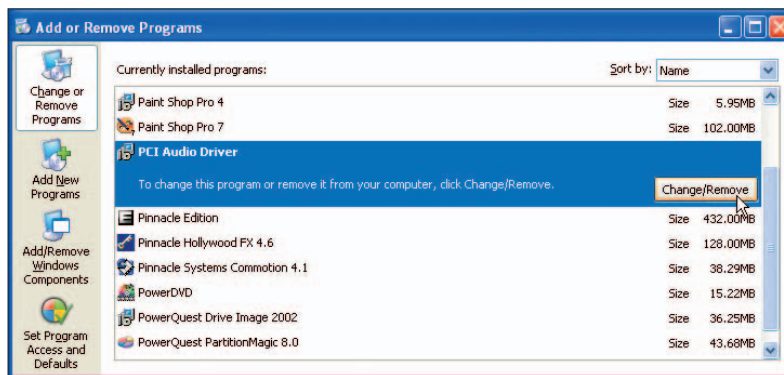 Add or Remove Programs
Change or
Remove
Programs
Add New
Programs
Add/Remove
Windows
Components
Set Program
Access and
Defaults
Currently installed programs:
Sort by: Name
Paint Shop Pro 4 Size 5.95MB
Paint Shop Pro 7 Size 102.00MB
PCI Audio Driver
To change this program or remove it from your computer, click Change/Remove.
Change/Remove
Pinnacle Edition Size 432.00MB
Pinnacle Hollywood FX 4.6 Size 128.00MB
Pinnacle Systems Commotion 4.1 Size 38.29MB
PowerDVD Size 15.22MB
PowerQuest Drive Image 2002 Size 36.25MB
PowerQuest PartitionMagic 8.0 Size 43.68MB